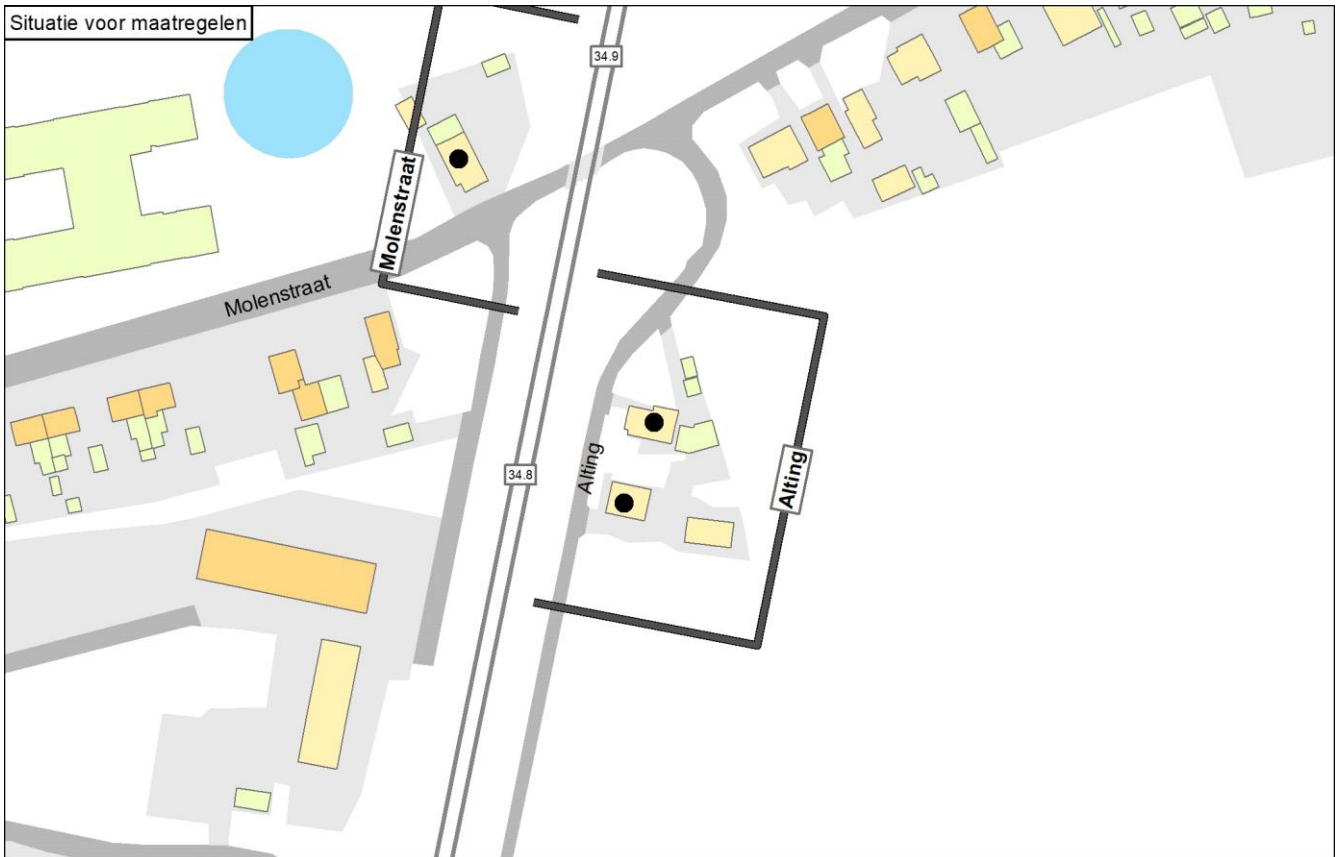 Situatie voor maatregelen
34.9
Molenstraat
Molenstraat
34.8
Alting
Alting